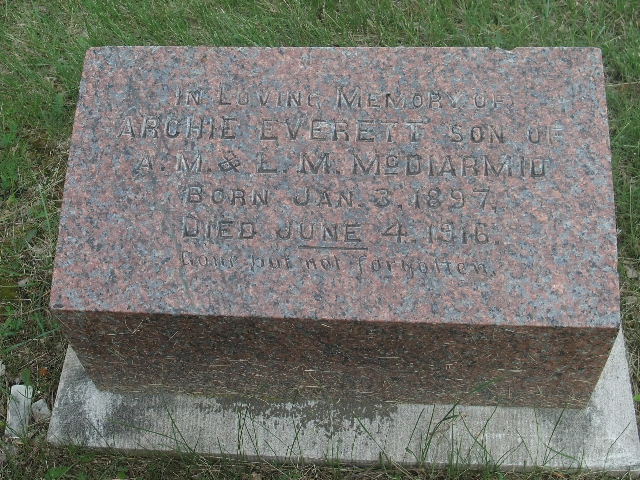 IN LOVING MEMORY OF
ARCHIE EVERETT SON OF
A. M. & L. M. McDIARMID
BORN JAN. 3, 1897,
DIED JUNE 4, 1916.
Gone but not forgotten.